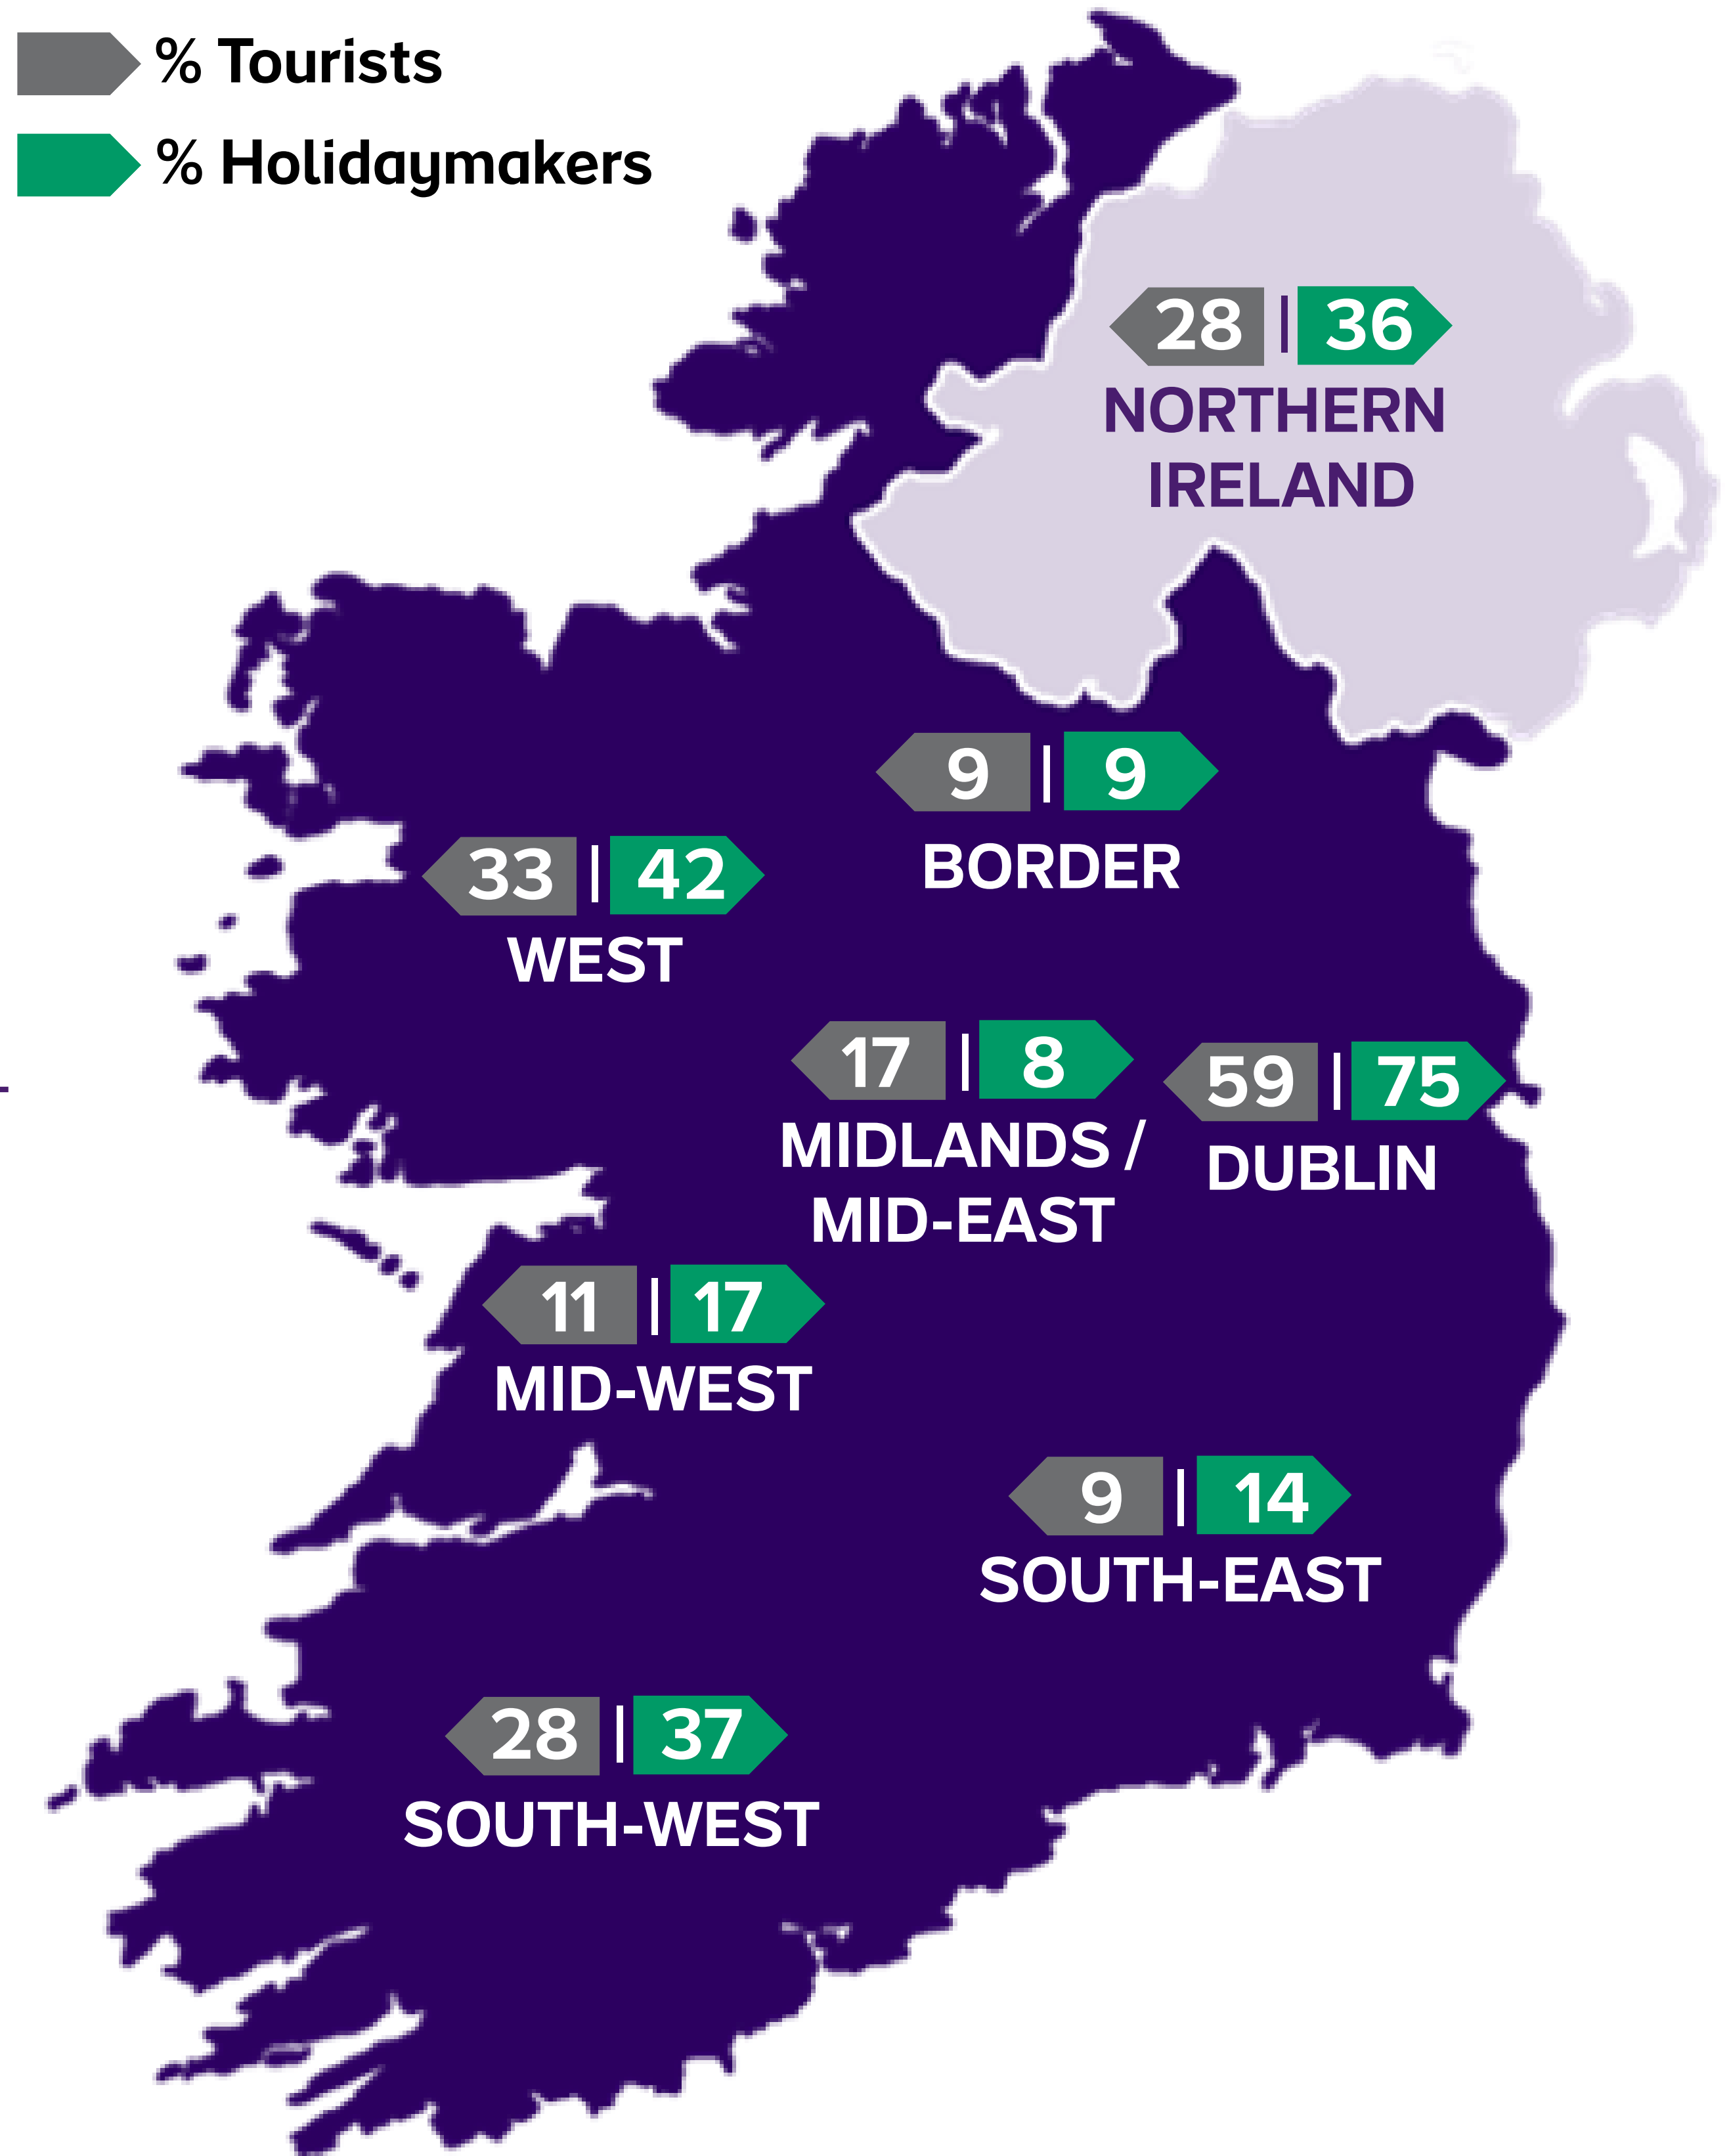 % Tourists
% Holidaymakers
28 | 36
NORTHERN
IRELAND
9 | 9
BORDER
33 | 42
WEST
17 | 8
MIDLANDS /
MID-EAST
59 | 75
DUBLIN
11 | 17
MID-WEST
9 | 14
SOUTH-EAST
28 | 37
SOUTH-WEST